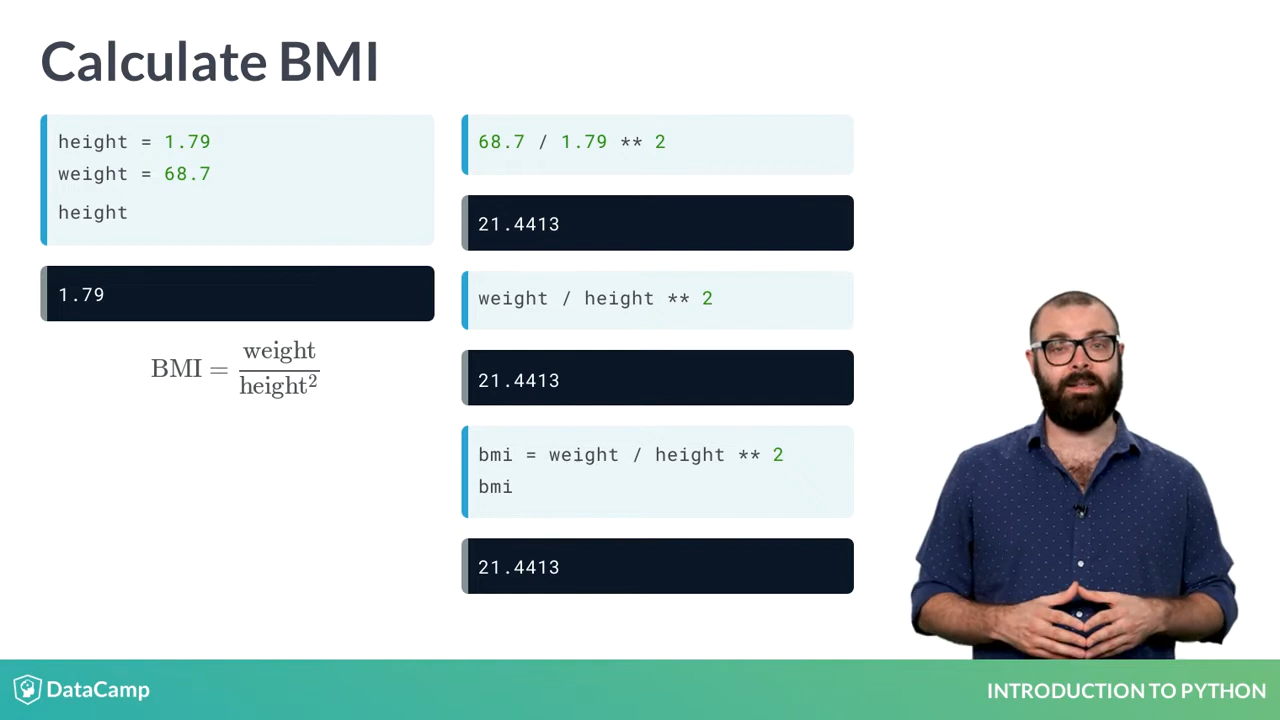 Calculate BMI
height = 1.79
weight = 68.7
height
1.79
BMI = weight / height²
68.7 / 1.79 ** 2
21.4413
weight / height ** 2
21.4413
bmi = weight / height ** 2
bmi
21.4413
DataCamp
INTRODUCTION TO PYTHON